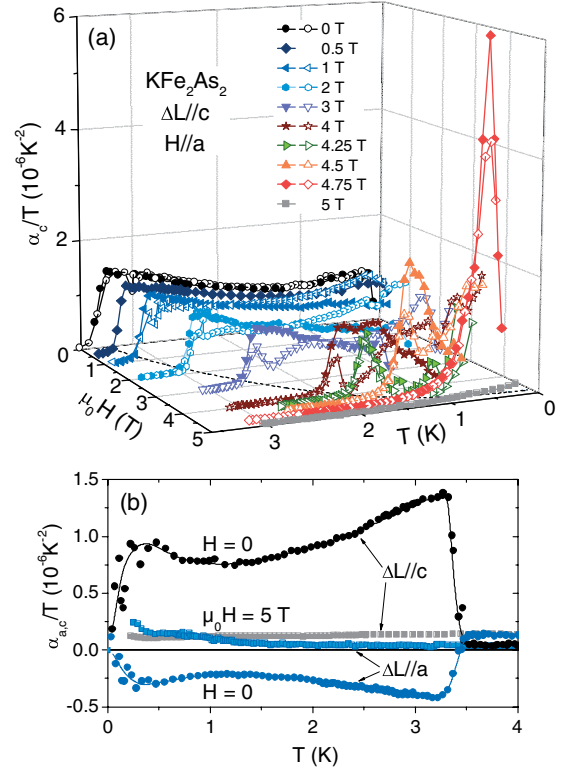 (a)
KFe₂As₂
ΔL//c
H//a
0 T
0.5 T
1 T
2 T
3 T
4 T
4.25 T
4.5 T
4.75 T
5 T
α_c/T (10⁻⁶K⁻²)
6
4
2
0
0
1
2
3
4
5
μ₀H (T)
3
2
1
0
T (K)
(b)
α_a,c/T (10⁻⁶K⁻²)
1.5
1.0
0.5
0.0
-0.5
H = 0
ΔL//c
μ₀H = 5 T
ΔL//a
H = 0
0
1
2
3
4
T (K)